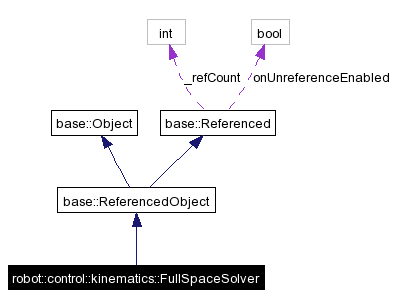 int
bool
_refCount
onUnreferenceEnabled
base::Object
base::Referenced
base::ReferencedObject
robot::control::kinematics::FullSpaceSolver